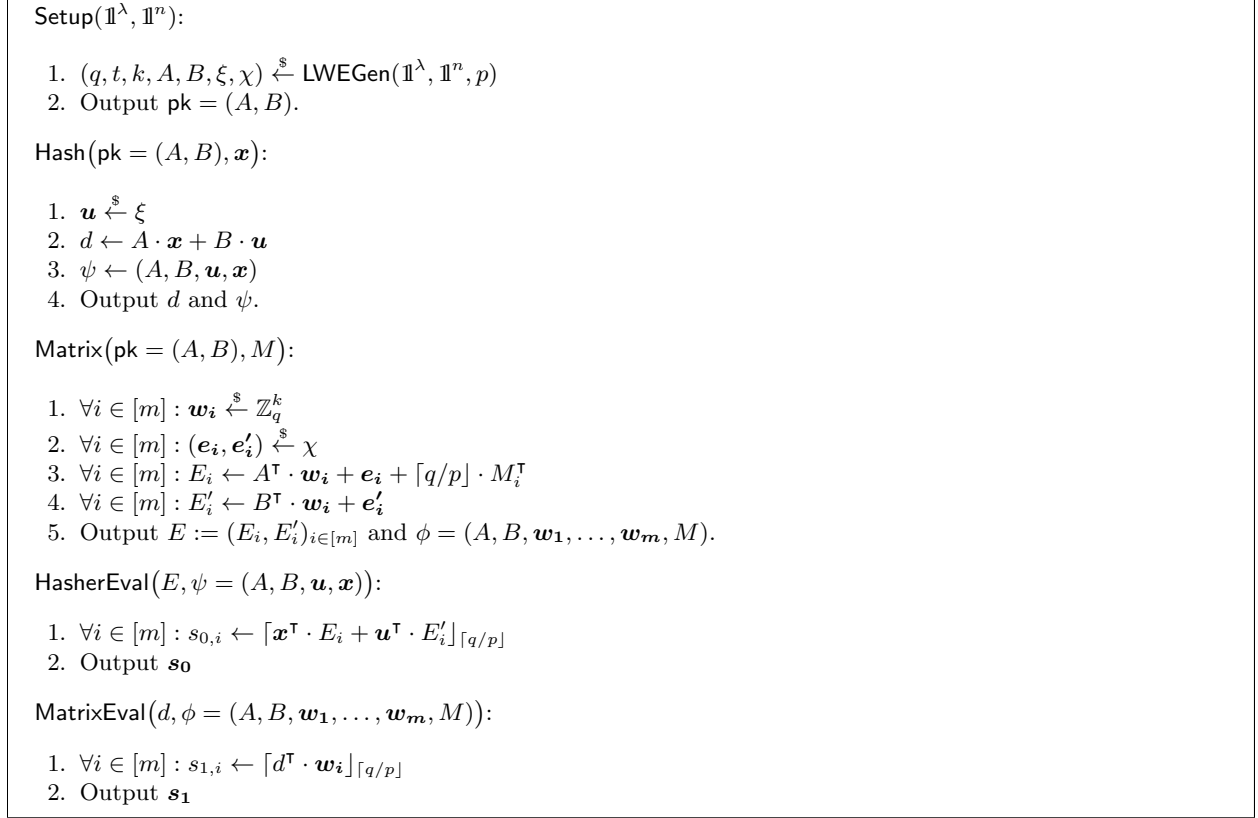 Setup(𝟙^λ, 𝟙^n):
1. (q, t, k, A, B, ξ, χ) ←$ LWEGen(𝟙^λ, 𝟙^n, p)
2. Output pk = (A, B).
Hash(pk = (A, B), 𝒙):
1. 𝒖 ←$ ξ
2. d ← A · 𝒙 + B · 𝒖
3. ψ ← (A, B, 𝒖, 𝒙)
4. Output d and ψ.
Matrix(pk = (A, B), M):
1. ∀i ∈ [m] : 𝒘_𝒊 ←$ ℤ_q^k
2. ∀i ∈ [m] : (𝒆_𝒊, 𝒆′_𝒊) ←$ χ
3. ∀i ∈ [m] : E_i ← A^⊺ · 𝒘_𝒊 + 𝒆_𝒊 + ⌈q/p⌋ · M_i^⊺
4. ∀i ∈ [m] : E′_i ← B^⊺ · 𝒘_𝒊 + 𝒆′_𝒊
5. Output E := (E_i, E′_i)_{i∈[m]} and ϕ = (A, B, 𝒘_𝟏, . . . , 𝒘_𝒎, M).
HasherEval(E, ψ = (A, B, 𝒖, 𝒙)):
1. ∀i ∈ [m] : s_{0,i} ← ⌈𝒙^⊺ · E_i + 𝒖^⊺ · E′_i⌋_{⌈q/p⌋}
2. Output 𝒔_𝟎
MatrixEval(d, ϕ = (A, B, 𝒘_𝟏, . . . , 𝒘_𝒎, M)):
1. ∀i ∈ [m] : s_{1,i} ← ⌈d^⊺ · 𝒘_𝒊⌋_{⌈q/p⌋}
2. Output 𝒔_𝟏